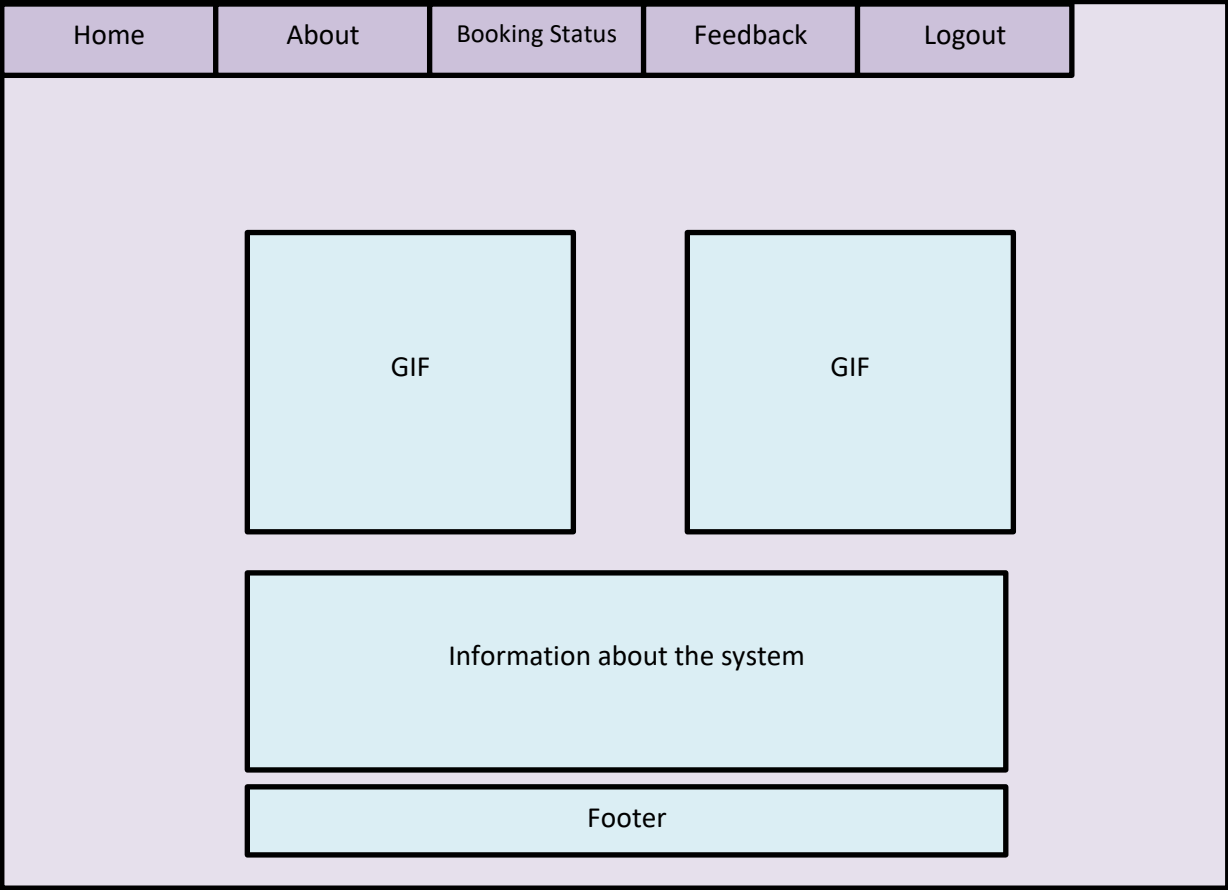 Home
About
Booking Status
Feedback
Logout
GIF
GIF
Information about the system
Footer